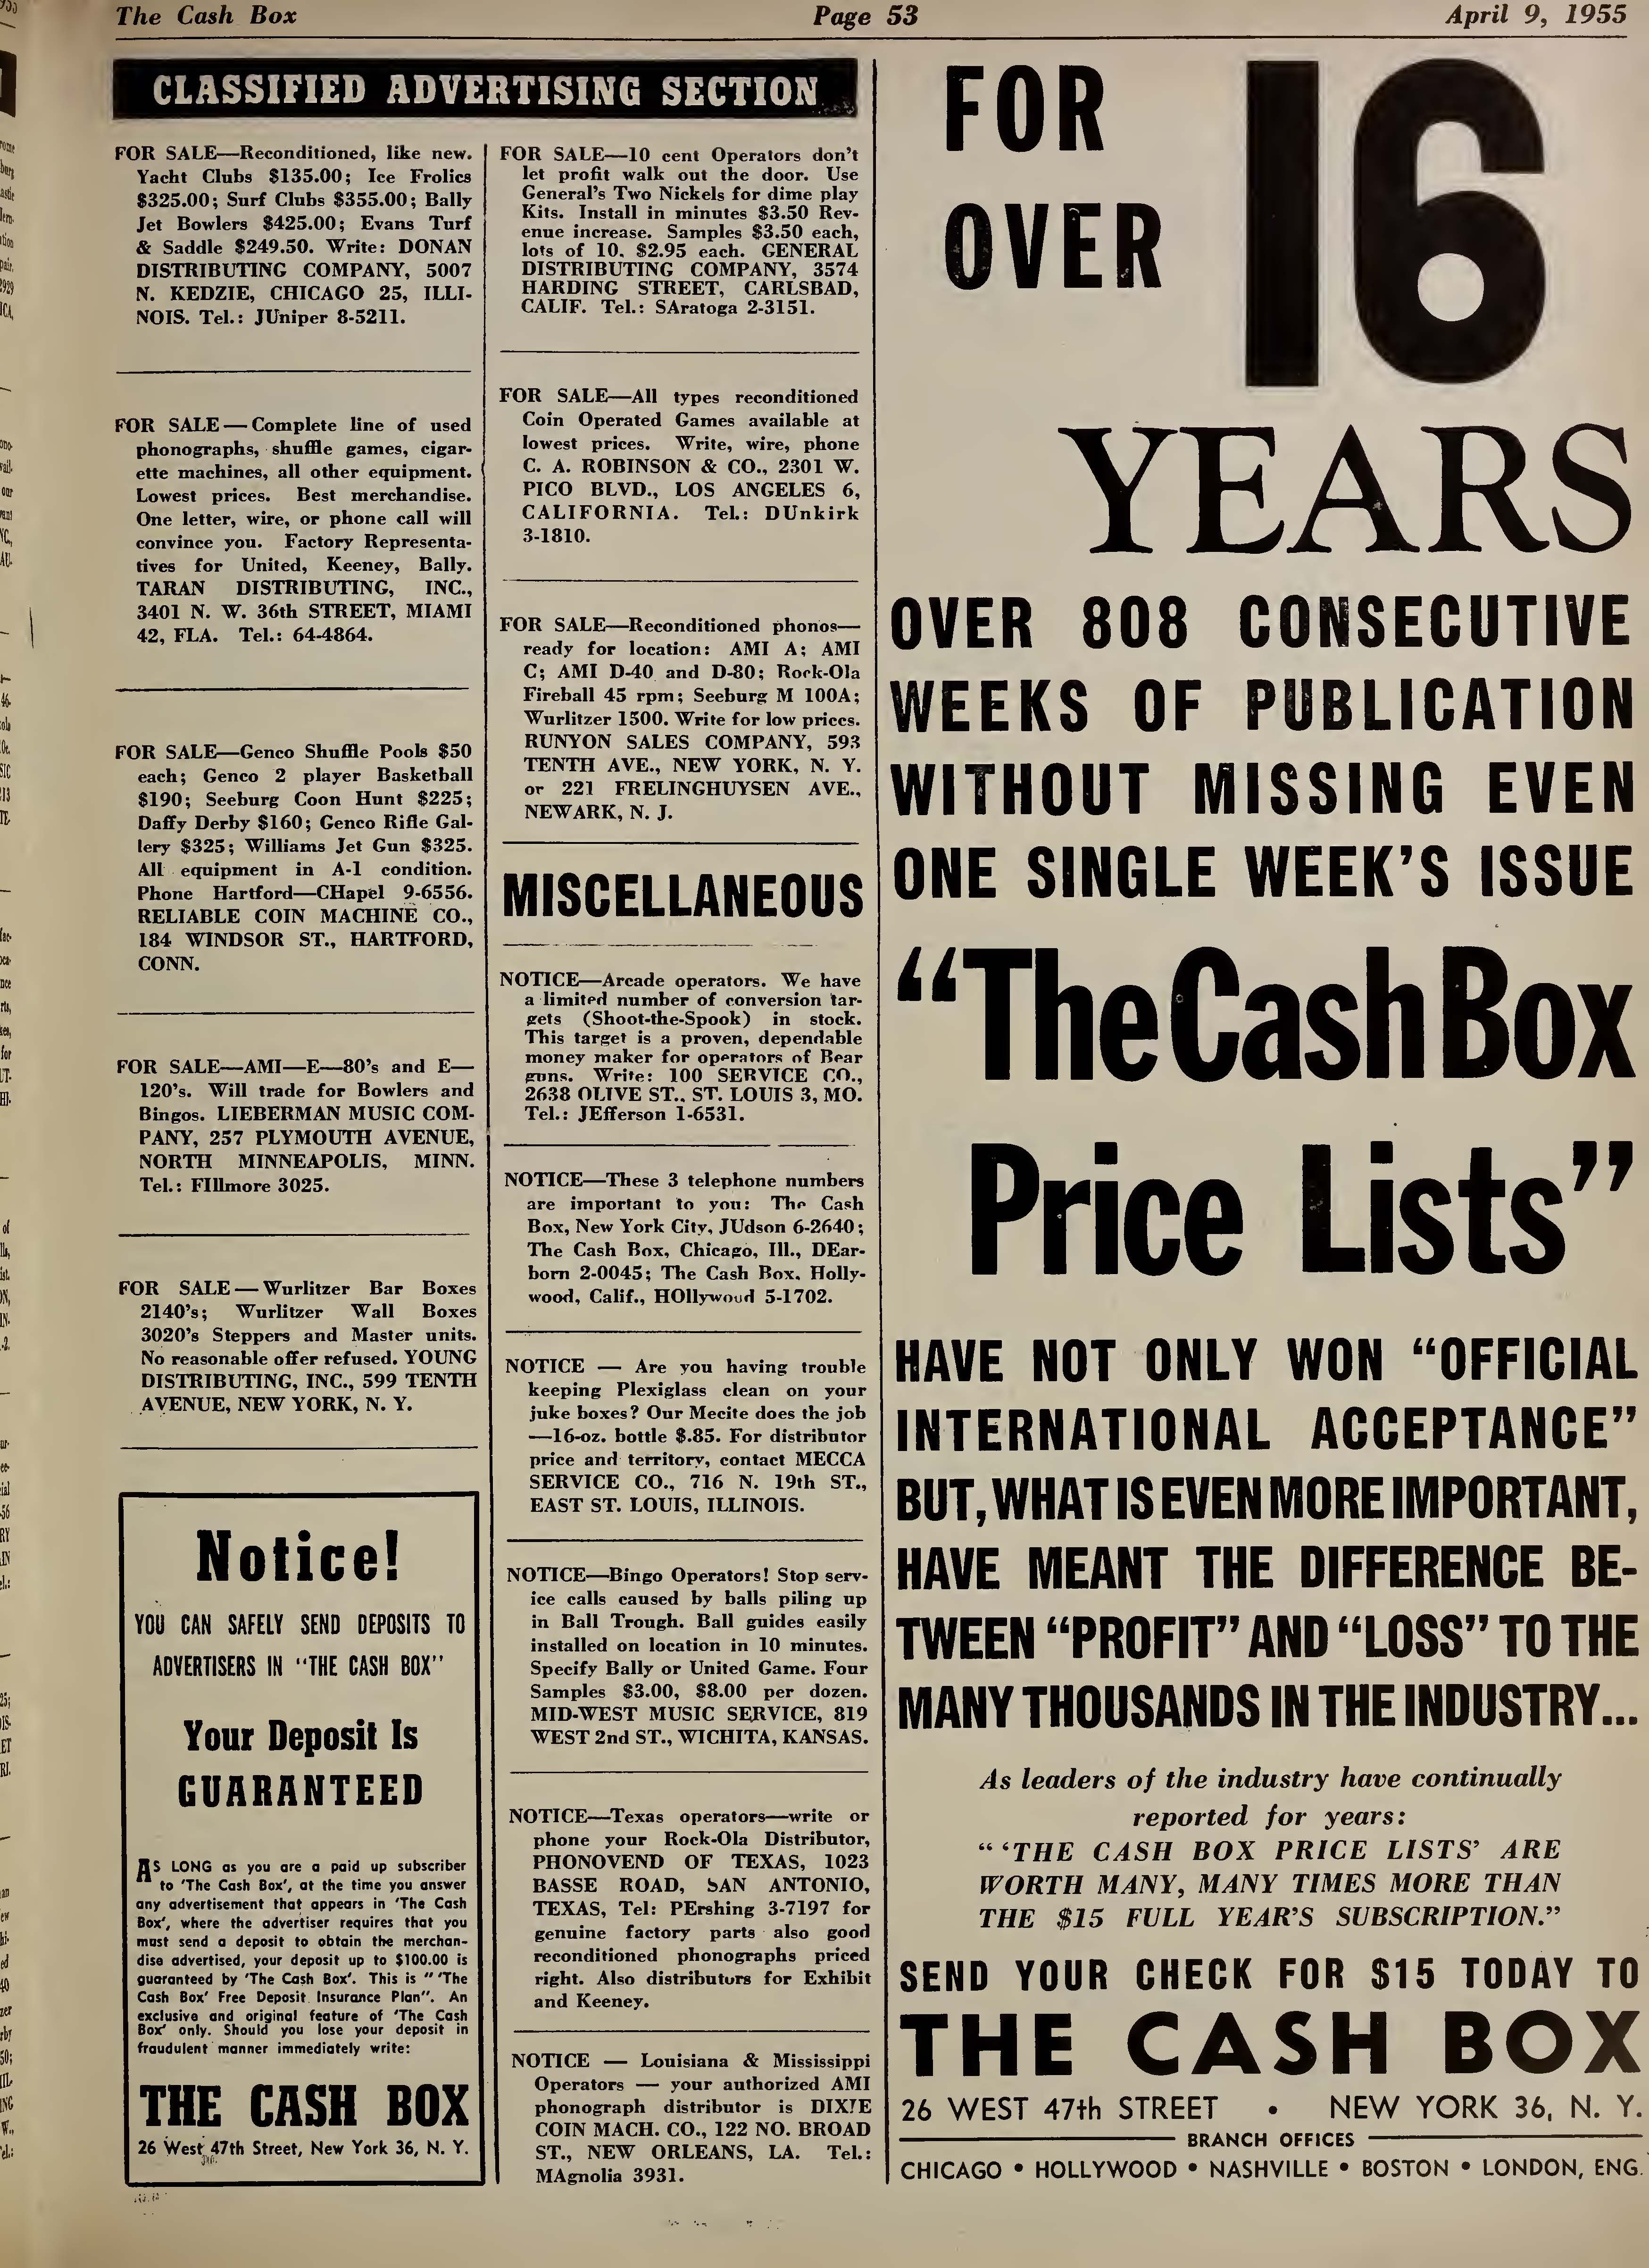 The Cash Box
Page 53
April 9, 1955
CLASSIFIED ADVERTISING SECTION
FOR SALE—Reconditioned, like new.
Yacht Clubs $135.00; Ice Frolics
$325.00; Surf Clubs $355.00; Bally
Jet Bowlers $425.00; Evans Turf
& Saddle $249.50. Write: DONAN
DISTRIBUTING COMPANY, 5007
N. KEDZIE, CHICAGO 25, ILLI-
NOIS. Tel.: JUniper 8-5211.
FOR SALE—Complete line of used
phonographs, shuffle games, cigar-
ette machines, all other equipment.
Lowest prices. Best merchandise.
One letter, wire, or phone call will
convince you. Factory Representa-
tives for United, Keeney, Bally.
TARAN DISTRIBUTING, INC.,
3401 N. W. 36th STREET, MIAMI
42, FLA. Tel.: 64-4864.
FOR SALE—Genco Shuffle Pools $50
each; Genco 2 player Basketball
$190; Seeburg Coon Hunt $225;
Daffy Derby $160; Genco Rifle Gal-
lery $325; Williams Jet Gun $325.
All equipment in A-1 condition.
Phone Hartford—CHapel 9-6556.
RELIABLE COIN MACHINE CO.,
184 WINDSOR ST., HARTFORD,
CONN.
FOR SALE—AMI—E—80's and E—
120's. Will trade for Bowlers and
Bingos. LIEBERMAN MUSIC COM-
PANY, 257 PLYMOUTH AVENUE,
NORTH MINNEAPOLIS, MINN.
Tel.: FIllmore 3025.
FOR SALE—Wurlitzer Bar Boxes
2140's; Wurlitzer Wall Boxes
3020's Steppers and Master units.
No reasonable offer refused. YOUNG
DISTRIBUTING, INC., 599 TENTH
AVENUE, NEW YORK, N. Y.
Notice!
YOU CAN SAFELY SEND DEPOSITS TO
ADVERTISERS IN "THE CASH BOX"
Your Deposit Is
GUARANTEED
AS LONG as you are a paid up subscriber
to 'The Cash Box', at the time you answer
any advertisement that appears in 'The Cash
Box', where the advertiser requires that you
must send a deposit to obtain the merchan-
dise advertised, your deposit up to $100.00 is
guaranteed by 'The Cash Box'. This is "'The
Cash Box' Free Deposit Insurance Plan". An
exclusive and original feature of 'The Cash
Box' only. Should you lose your deposit in
fraudulent manner immediately write:
THE CASH BOX
26 West 47th Street, New York 36, N. Y.
FOR SALE—10 cent Operators don't
let profit walk out the door. Use
General's Two Nickels for dime play
Kits. Install in minutes $3.50 Rev-
enue increase. Samples $3.50 each,
lots of 10, $2.95 each. GENERAL
DISTRIBUTING COMPANY, 3574
HARDING STREET, CARLSBAD,
CALIF. Tel.: SAratoga 2-3151.
FOR SALE—All types reconditioned
Coin Operated Games available at
lowest prices. Write, wire, phone
C. A. ROBINSON & CO., 2301 W.
PICO BLVD., LOS ANGELES 6,
CALIFORNIA. Tel.: DUnkirk
3-1810.
FOR SALE—Reconditioned phonos—
ready for location: AMI A; AMI
C; AMI D-40 and D-80; Rock-Ola
Fireball 45 rpm; Seeburg M 100A;
Wurlitzer 1500. Write for low prices.
RUNYON SALES COMPANY, 593
TENTH AVE., NEW YORK, N. Y.
or 221 FRELINGHUYSEN AVE.,
NEWARK, N. J.
MISCELLANEOUS
NOTICE—Arcade operators. We have
a limited number of conversion tar-
gets (Shoot-the-Spook) in stock.
This target is a proven, dependable
money maker for operators of Bear
guns. Write: 100 SERVICE CO.,
2638 OLIVE ST., ST. LOUIS 3, MO.
Tel.: JEfferson 1-6531.
NOTICE—These 3 telephone numbers
are important to you: The Cash
Box, New York City, JUdson 6-2640;
The Cash Box, Chicago, Ill., DEar-
born 2-0045; The Cash Box, Holly-
wood, Calif., HOllywood 5-1702.
NOTICE — Are you having trouble
keeping Plexiglass clean on your
juke boxes? Our Mecite does the job
—16-oz. bottle $.85. For distributor
price and territory, contact MECCA
SERVICE CO., 716 N. 19th ST.,
EAST ST. LOUIS, ILLINOIS.
NOTICE—Bingo Operators! Stop serv-
ice calls caused by balls piling up
in Ball Trough. Ball guides easily
installed on location in 10 minutes.
Specify Bally or United Game. Four
Samples $3.00, $8.00 per dozen.
MID-WEST MUSIC SERVICE, 819
WEST 2nd ST., WICHITA, KANSAS.
NOTICE—Texas operators—write or
phone your Rock-Ola Distributor,
PHONOVEND OF TEXAS, 1023
BASSE ROAD, SAN ANTONIO,
TEXAS, Tel: PErshing 3-7197 for
genuine factory parts also good
reconditioned phonographs priced
right. Also distributors for Exhibit
and Keeney.
NOTICE — Louisiana & Mississippi
Operators — your authorized AMI
phonograph distributor is DIXIE
COIN MACH. CO., 122 NO. BROAD
ST., NEW ORLEANS, LA. Tel.:
MAgnolia 3931.
FOR
OVER
16
YEARS
OVER 808 CONSECUTIVE
WEEKS OF PUBLICATION
WITHOUT MISSING EVEN
ONE SINGLE WEEK'S ISSUE
"The Cash Box
Price Lists"
HAVE NOT ONLY WON "OFFICIAL
INTERNATIONAL ACCEPTANCE"
BUT, WHAT IS EVEN MORE IMPORTANT,
HAVE MEANT THE DIFFERENCE BE-
TWEEN "PROFIT" AND "LOSS" TO THE
MANY THOUSANDS IN THE INDUSTRY...
As leaders of the industry have continually
reported for years:
"'THE CASH BOX PRICE LISTS' ARE
WORTH MANY, MANY TIMES MORE THAN
THE $15 FULL YEAR'S SUBSCRIPTION."
SEND YOUR CHECK FOR $15 TODAY TO
THE CASH BOX
26 WEST 47th STREET • NEW YORK 36, N. Y.
BRANCH OFFICES
CHICAGO • HOLLYWOOD • NASHVILLE • BOSTON • LONDON, ENG.